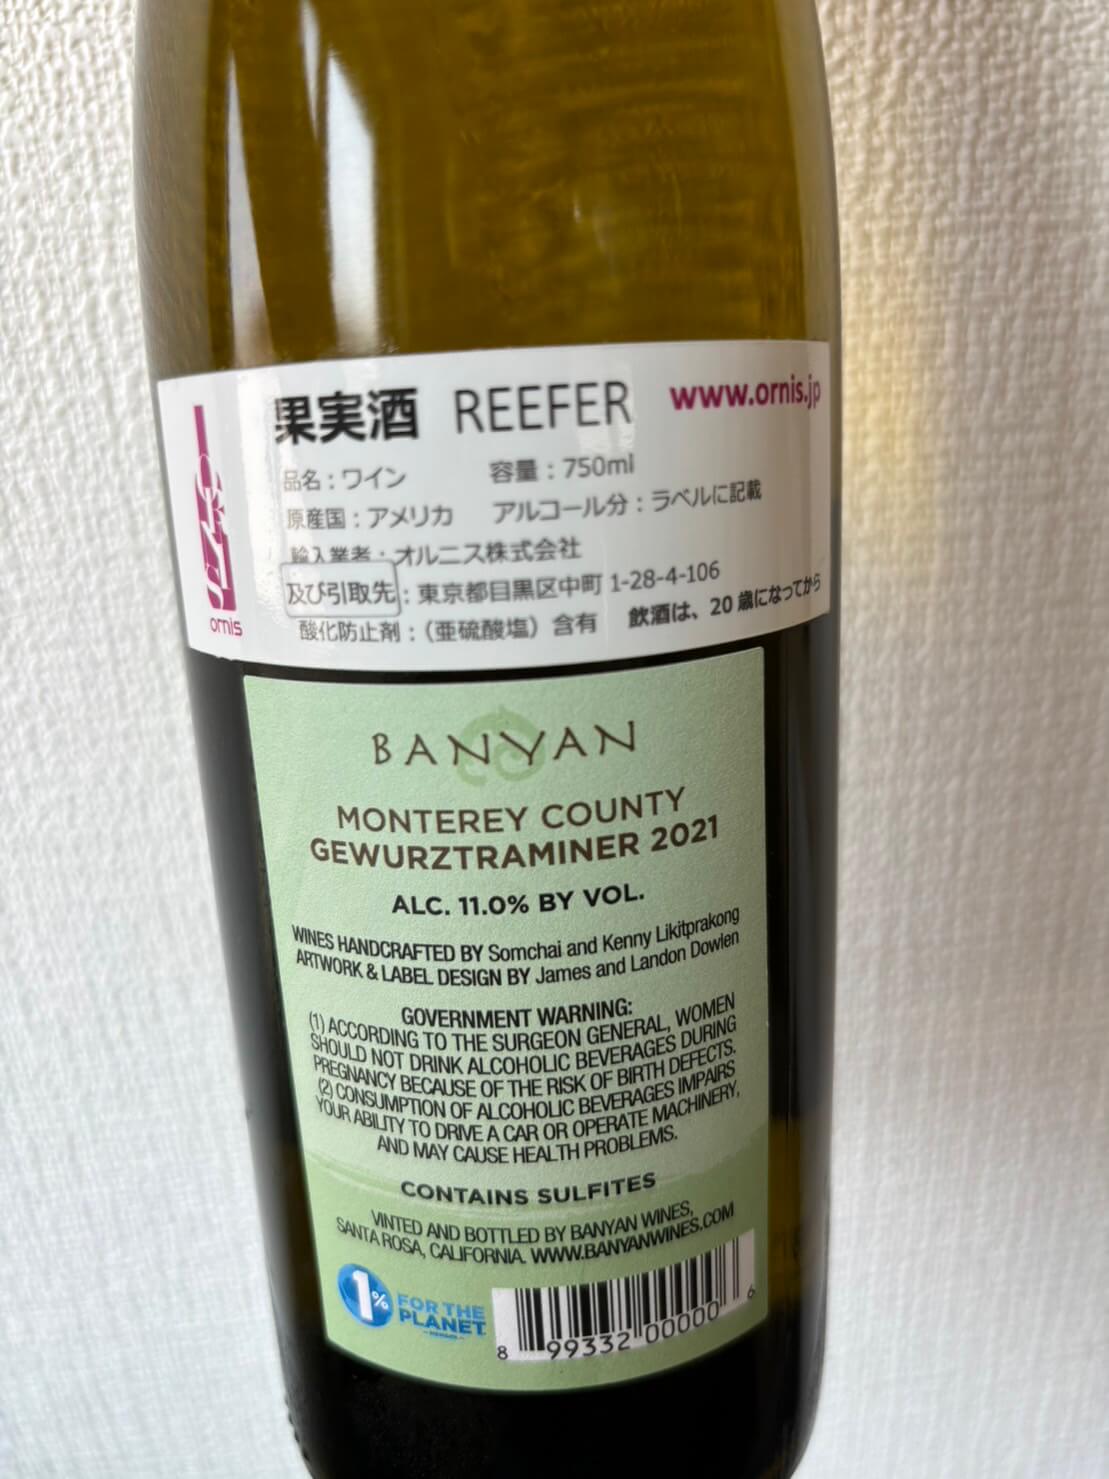 果実酒 REEFER www.ornis.jp
品名：ワイン 容量：750ml
原産国：アメリカ アルコール分：ラベルに記載
輸入業者：オルニス株式会社
及び引取先：東京都目黒区中町 1-28-4-106
酸化防止剤：（亜硫酸塩）含有 飲酒は、20歳になってから
ornis
BANYAN
MONTEREY COUNTY
GEWURZTRAMINER 2021
ALC. 11.0% BY VOL.
WINES HANDCRAFTED BY Somchai and Kenny Likitprakong
ARTWORK & LABEL DESIGN BY James and Landon Dowlen
GOVERNMENT WARNING:
(1) ACCORDING TO THE SURGEON GENERAL, WOMEN
SHOULD NOT DRINK ALCOHOLIC BEVERAGES DURING
PREGNANCY BECAUSE OF THE RISK OF BIRTH DEFECTS.
(2) CONSUMPTION OF ALCOHOLIC BEVERAGES IMPAIRS
YOUR ABILITY TO DRIVE A CAR OR OPERATE MACHINERY,
AND MAY CAUSE HEALTH PROBLEMS.
CONTAINS SULFITES
VINTED AND BOTTLED BY BANYAN WINES,
SANTA ROSA, CALIFORNIA. WWW.BANYANWINES.COM
1% FOR THE
PLANET
MEMBER
8 99332 00000 6